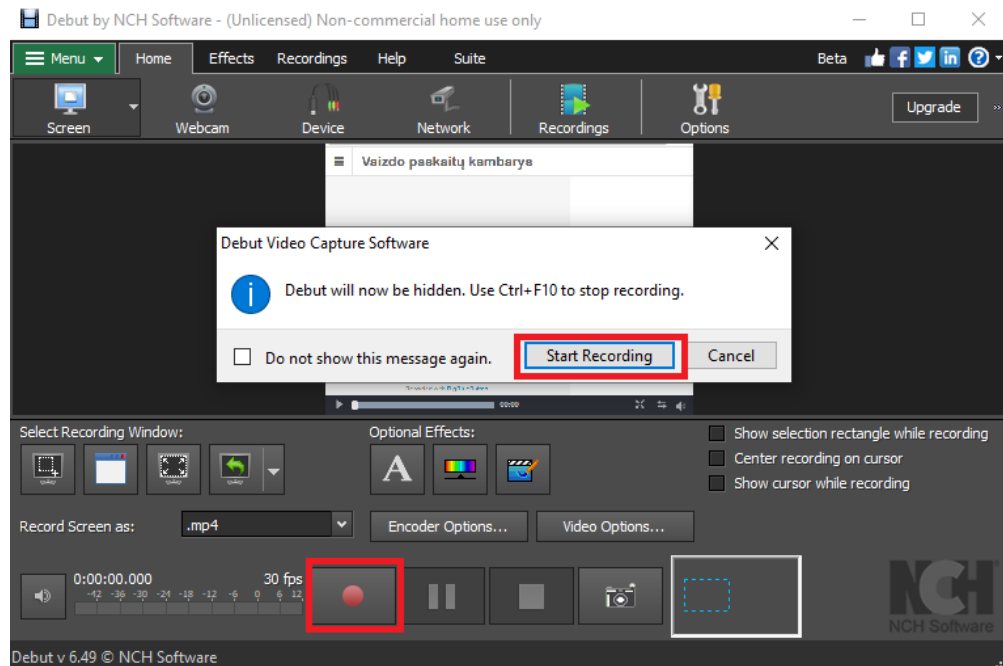 Debut by NCH Software - (Unlicensed) Non-commercial home use only
Menu Home Effects Recordings Help Suite Beta
Screen Webcam Device Network Recordings Options Upgrade
Vaizdo paskaitų kambarys
Debut Video Capture Software
Debut will now be hidden. Use Ctrl+F10 to stop recording.
Do not show this message again. Start Recording Cancel
00:00
Select Recording Window: Optional Effects: Show selection rectangle while recording
Center recording on cursor
Show cursor while recording
Record Screen as: .mp4 Encoder Options... Video Options...
0:00:00.000 30 fps
-42 -36 -30 -24 -18 -12 -6 0 6 12
NCH
NCH Software
Debut v 6.49 © NCH Software